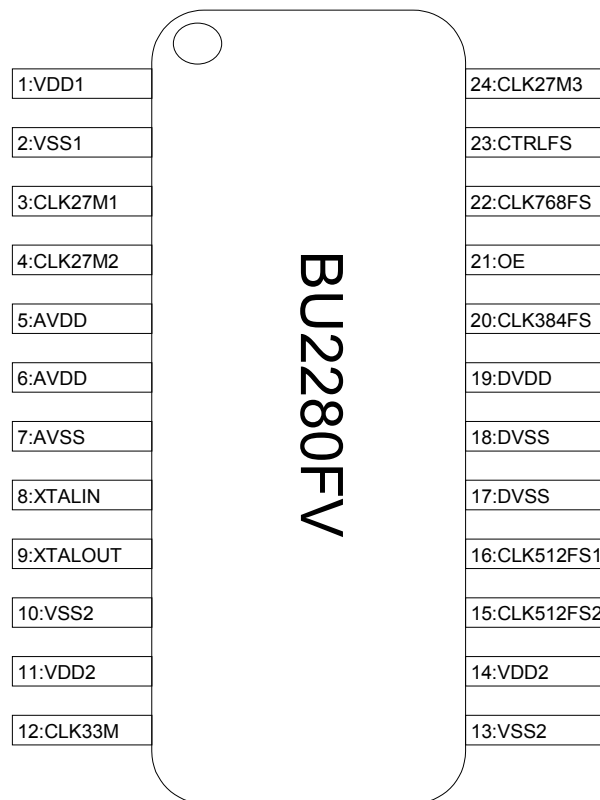 1:VDD1
2:VSS1
3:CLK27M1
4:CLK27M2
5:AVDD
6:AVDD
7:AVSS
8:XTALIN
9:XTALOUT
10:VSS2
11:VDD2
12:CLK33M
BU2280FV
24:CLK27M3
23:CTRLFS
22:CLK768FS
21:OE
20:CLK384FS
19:DVDD
18:DVSS
17:DVSS
16:CLK512FS1
15:CLK512FS2
14:VDD2
13:VSS2